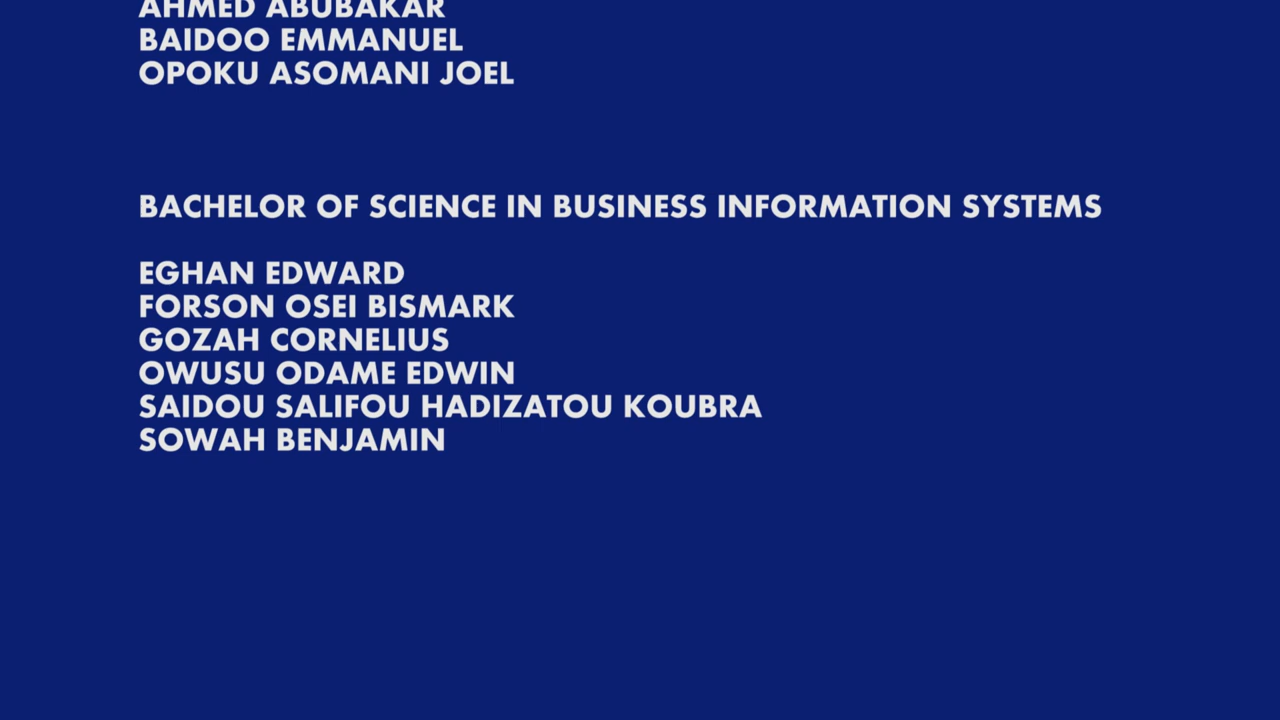 AHMED ABUBAKAR
BAIDOO EMMANUEL
OPOKU ASOMANI JOEL
BACHELOR OF SCIENCE IN BUSINESS INFORMATION SYSTEMS
EGHAN EDWARD
FORSON OSEI BISMARK
GOZAH CORNELIUS
OWUSU ODAME EDWIN
SAIDOU SALIFOU HADIZATOU KOUBRA
SOWAH BENJAMIN